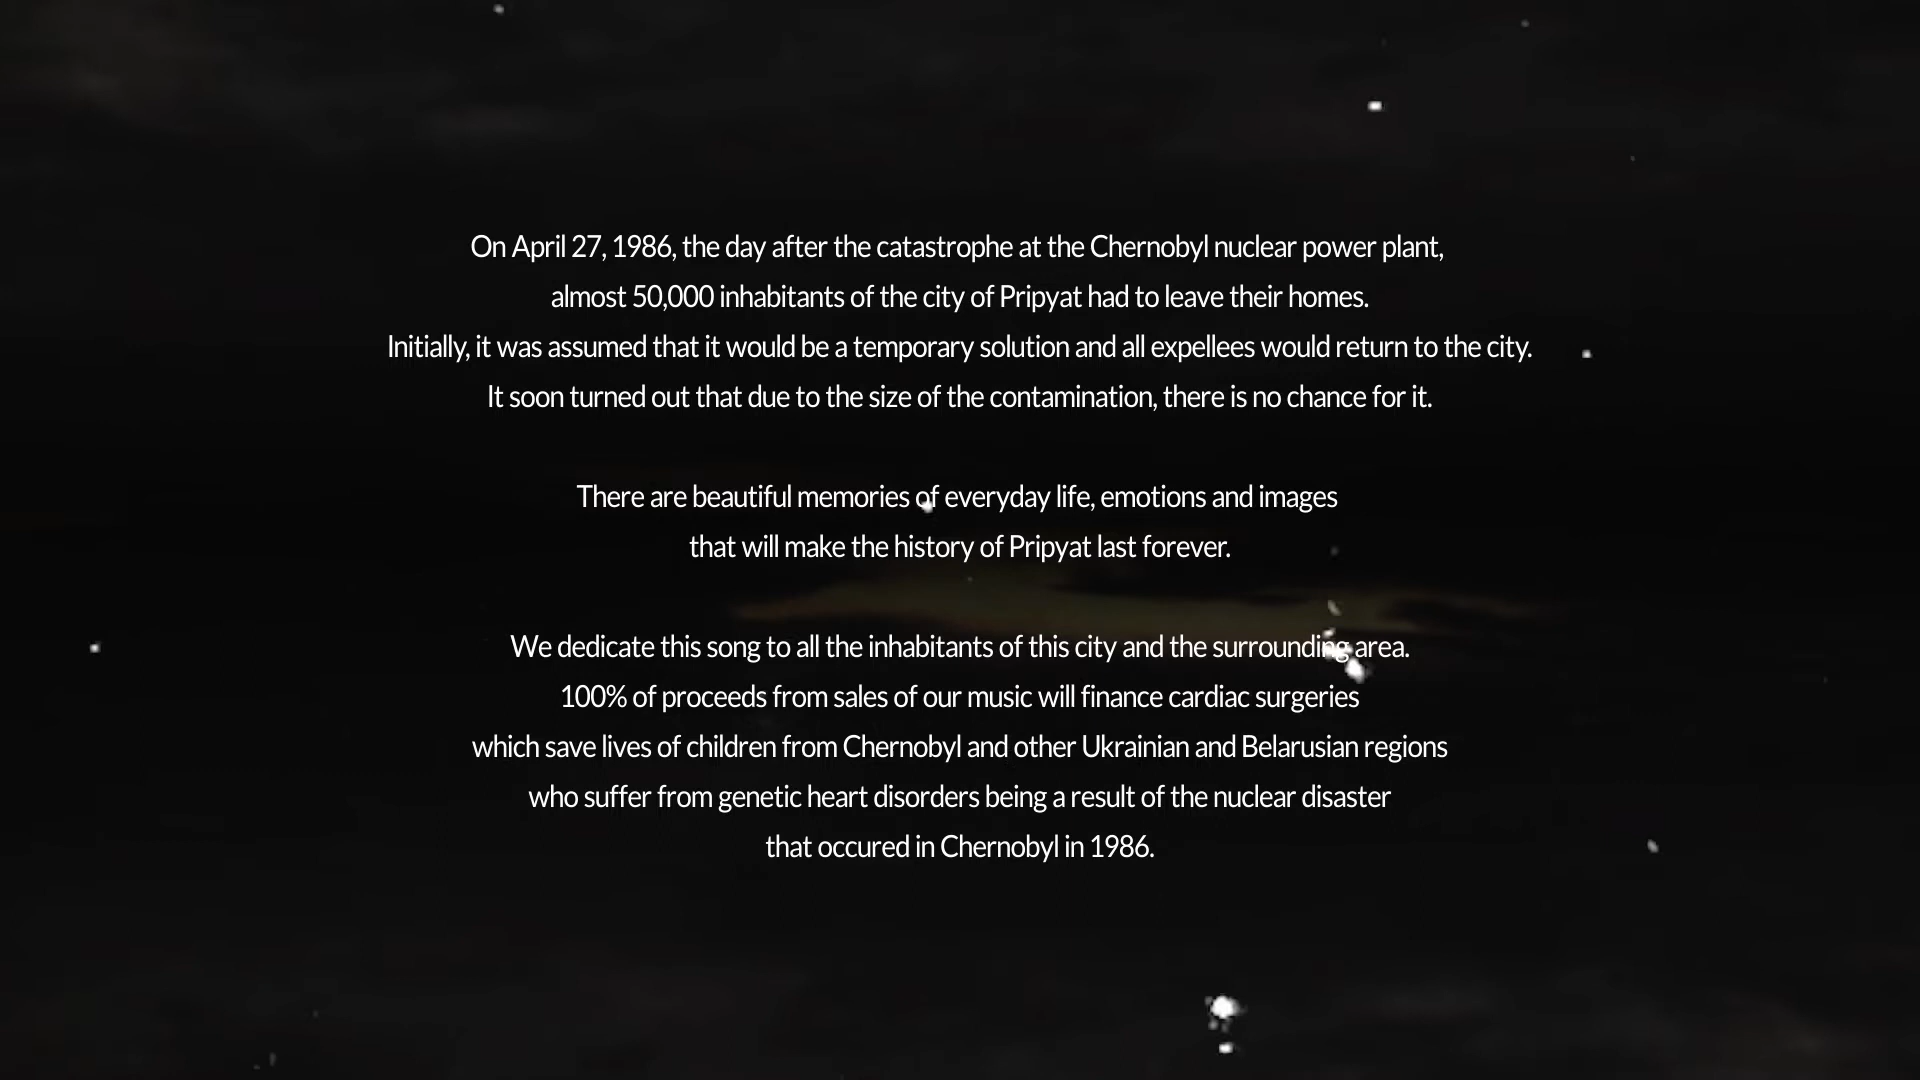 On April 27, 1986, the day after the catastrophe at the Chernobyl nuclear power plant,
almost 50,000 inhabitants of the city of Pripyat had to leave their homes.
Initially, it was assumed that it would be a temporary solution and all expellees would return to the city.
It soon turned out that due to the size of the contamination, there is no chance for it.
There are beautiful memories of everyday life, emotions and images
that will make the history of Pripyat last forever.
We dedicate this song to all the inhabitants of this city and the surrounding area.
100% of proceeds from sales of our music will finance cardiac surgeries
which save lives of children from Chernobyl and other Ukrainian and Belarusian regions
who suffer from genetic heart disorders being a result of the nuclear disaster
that occured in Chernobyl in 1986.